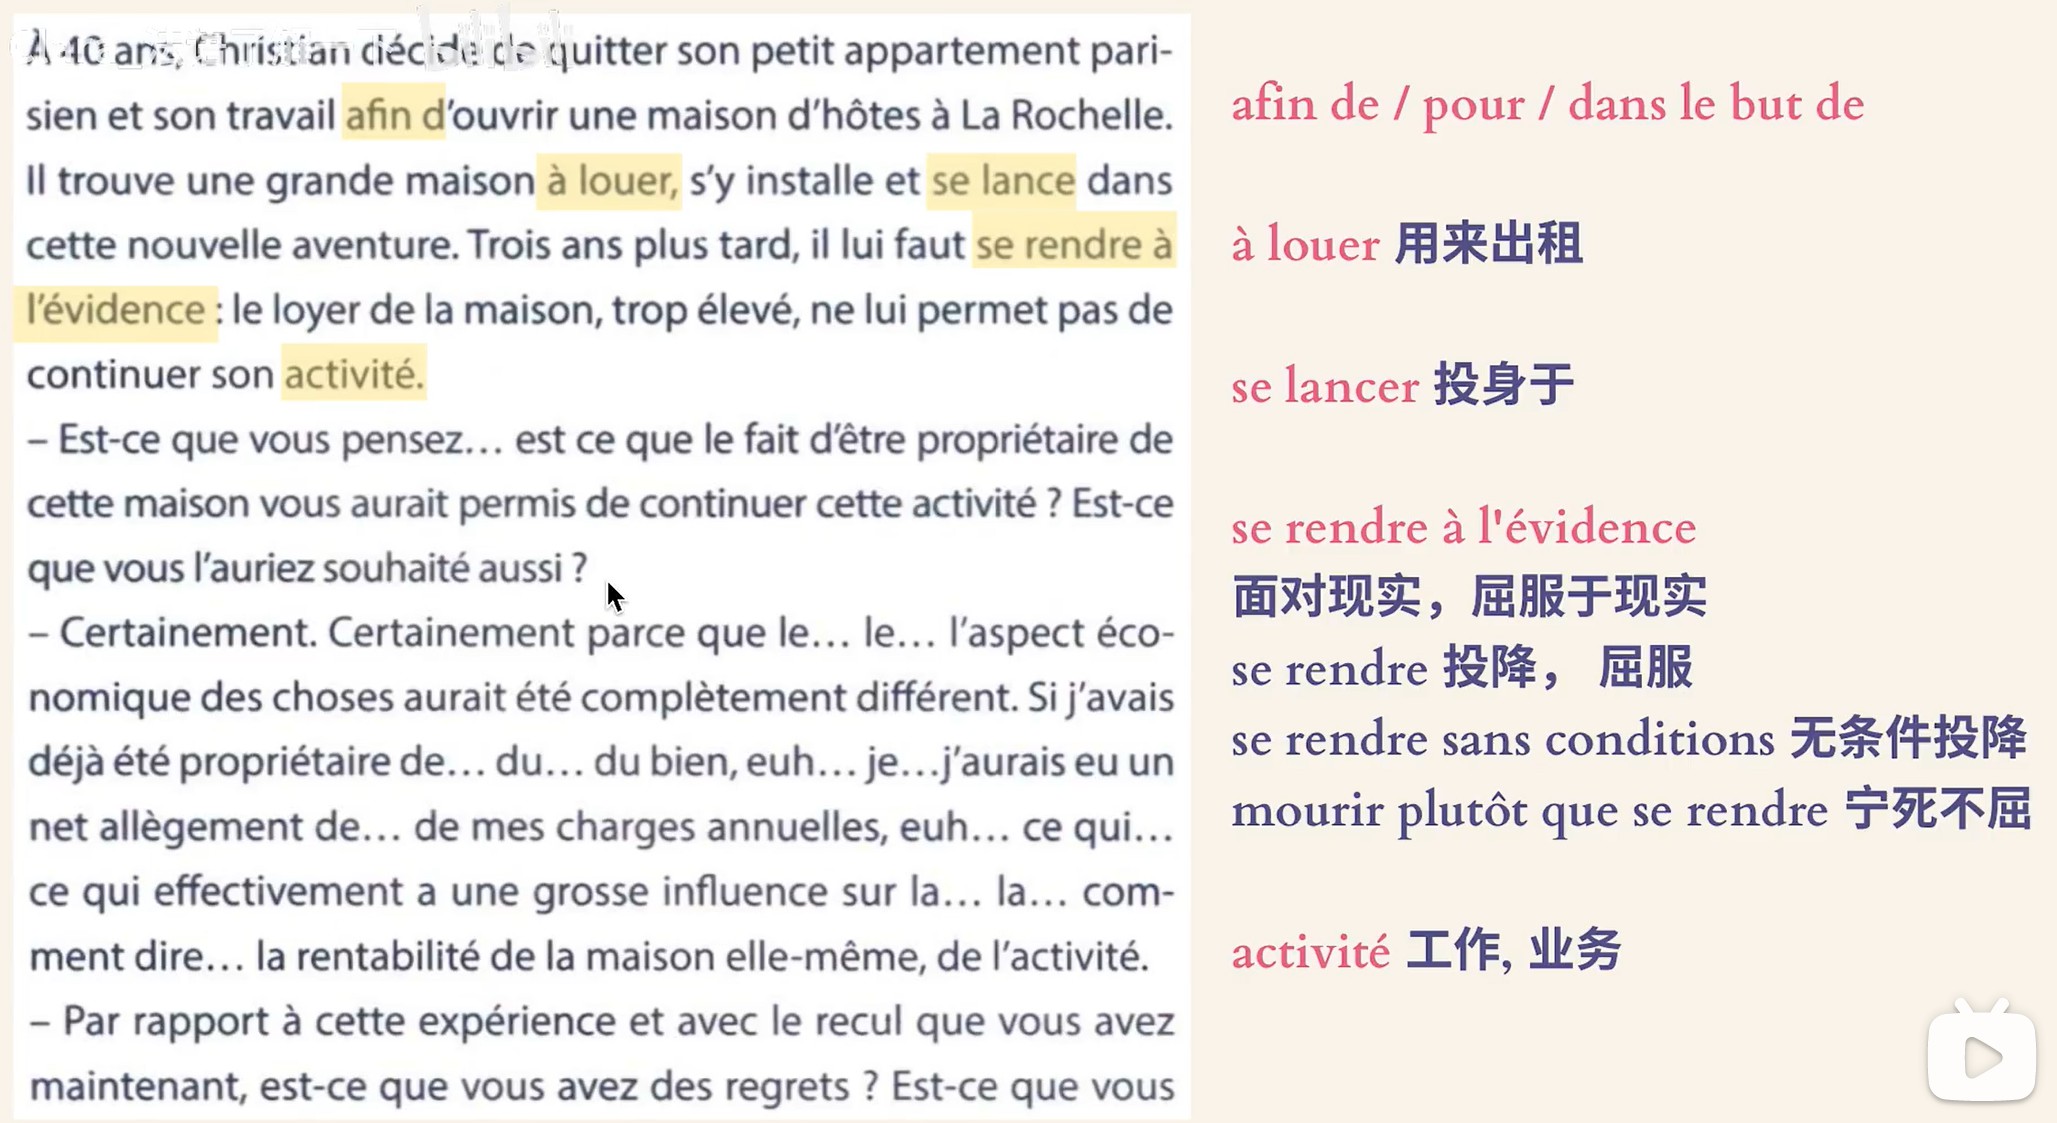 À 40 ans, Christian décide de quitter son petit appartement pari-
sien et son travail afin d'ouvrir une maison d'hôtes à La Rochelle.
Il trouve une grande maison à louer, s'y installe et se lance dans
cette nouvelle aventure. Trois ans plus tard, il lui faut se rendre à
l'évidence : le loyer de la maison, trop élevé, ne lui permet pas de
continuer son activité.
– Est-ce que vous pensez… est ce que le fait d'être propriétaire de
cette maison vous aurait permis de continuer cette activité ? Est-ce
que vous l'auriez souhaité aussi ?
– Certainement. Certainement parce que le… le… l'aspect éco-
nomique des choses aurait été complètement différent. Si j'avais
déjà été propriétaire de… du… du bien, euh… je…j'aurais eu un
net allègement de… de mes charges annuelles, euh… ce qui…
ce qui effectivement a une grosse influence sur la… la… com-
ment dire… la rentabilité de la maison elle-même, de l'activité.
– Par rapport à cette expérience et avec le recul que vous avez
maintenant, est-ce que vous avez des regrets ? Est-ce que vous
afin de / pour / dans le but de
à louer 用来出租
se lancer 投身于
se rendre à l'évidence
面对现实，屈服于现实
se rendre 投降， 屈服
se rendre sans conditions 无条件投降
mourir plutôt que se rendre 宁死不屈
activité 工作, 业务